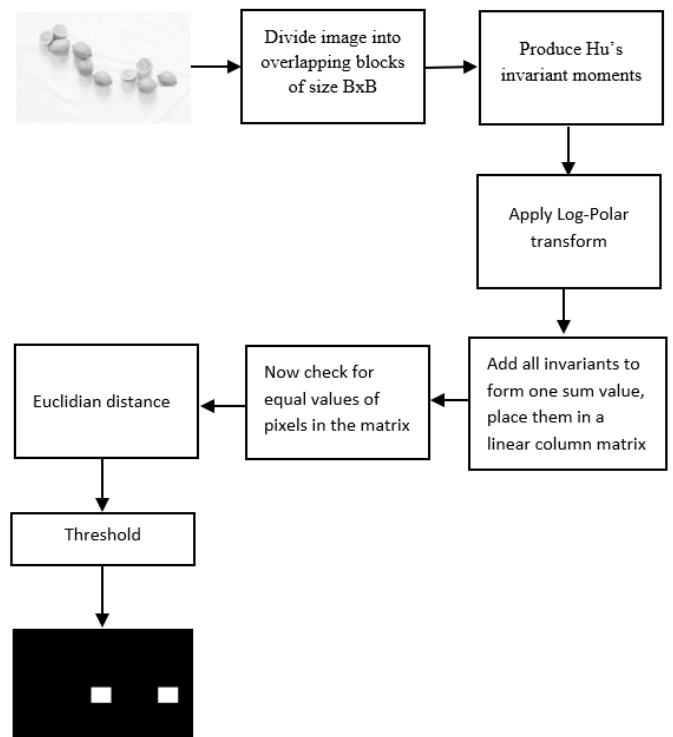 Divide image into
overlapping blocks
of size BxB
Produce Hu's
invariant moments
Apply Log-Polar
transform
Add all invariants to
form one sum value,
place them in a
linear column matrix
Now check for
equal values of
pixels in the matrix
Euclidian distance
Threshold